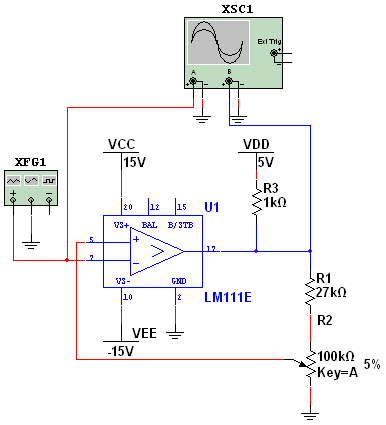 XSC1
Ext Trig
+
-
A
B
+ -
+ -
XFG1
+ -
VCC
15V
VDD
5V
R3
1kΩ
U1
20 12 15
VS+ BAL B/STB
5 +
7 -
17
VS- GND
10 2
LM111E
VEE
-15V
R1
27kΩ
R2
100kΩ
Key=A
5%